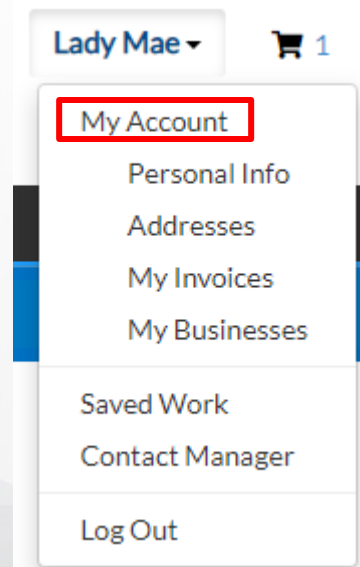 Lady Mae 1
My Account
Personal Info
Addresses
My Invoices
My Businesses
Saved Work
Contact Manager
Log Out